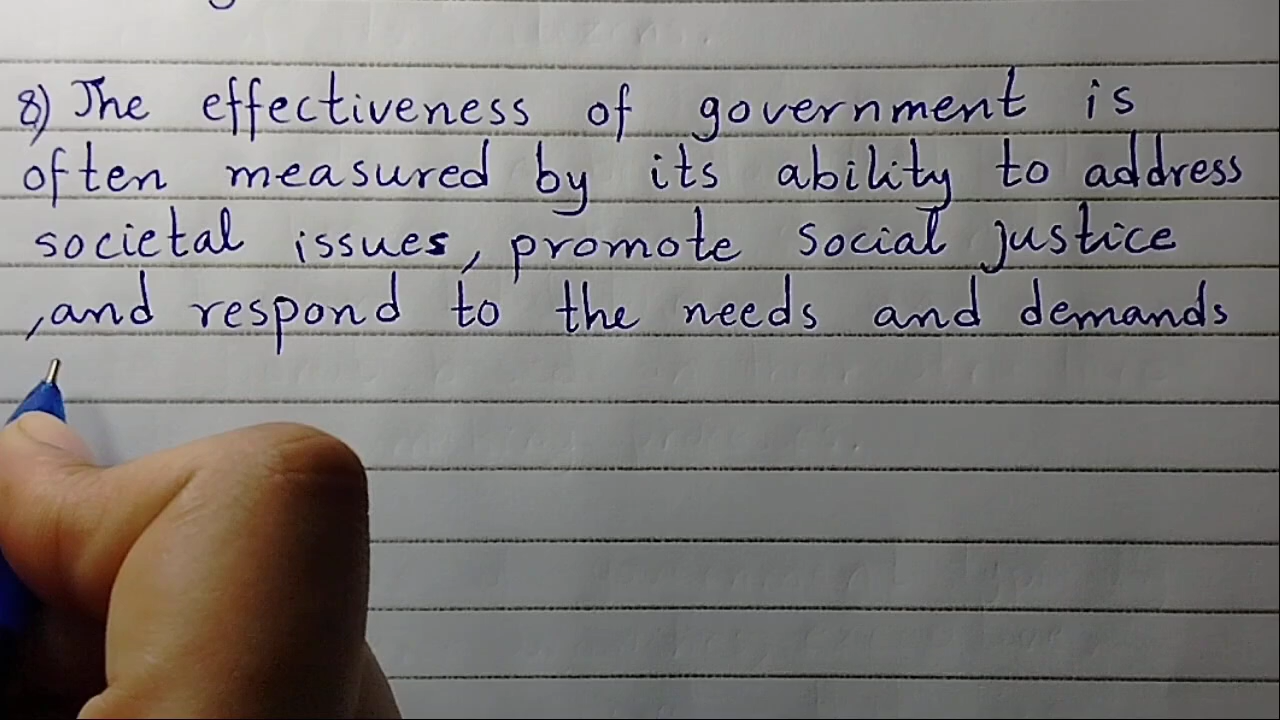 8) The effectiveness of government is
often measured by its ability to address
societal issues, promote social justice
,and respond to the needs and demands